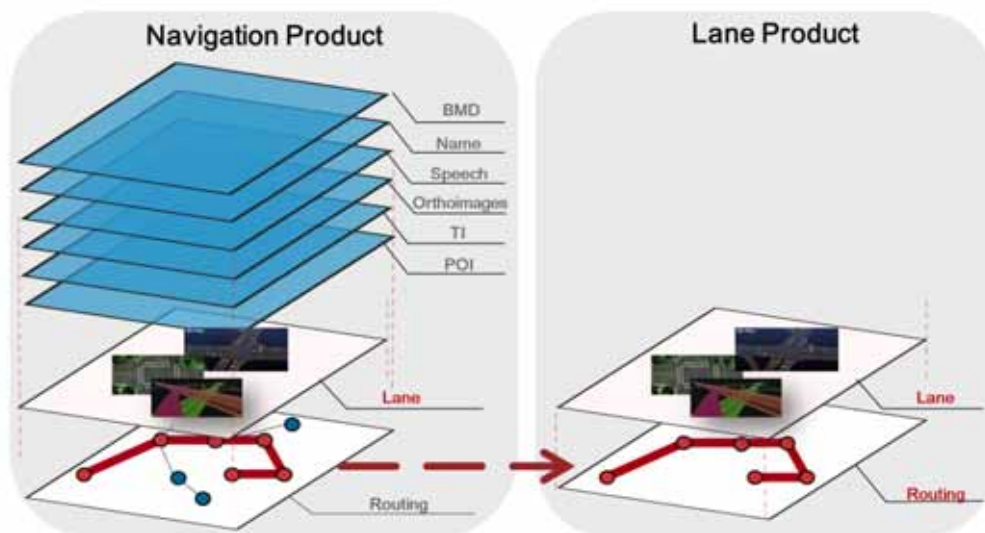 Navigation Product
BMD
Name
Speech
Orthoimages
TI
POI
Lane
Routing
Lane Product
Lane
Routing